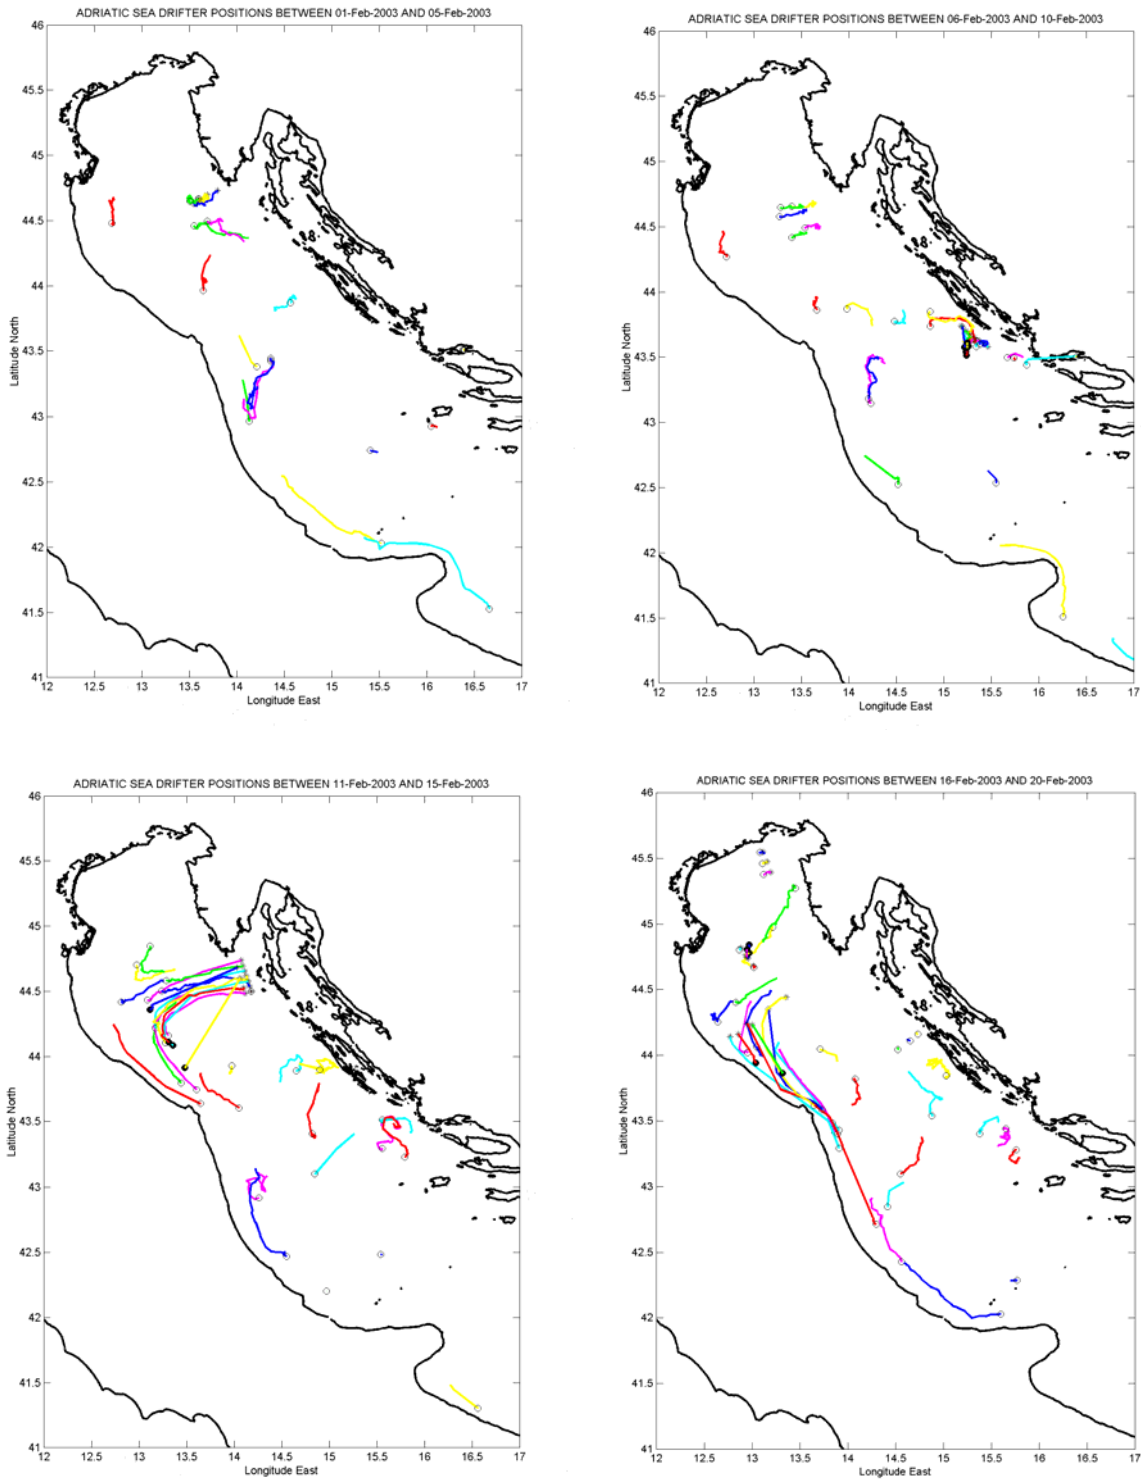 ADRIATIC SEA DRIFTER POSITIONS BETWEEN 01-Feb-2003 AND 05-Feb-2003
46
45.5
45
44.5
44
43.5
43
42.5
42
41.5
41
Latitude North
12 12.5 13 13.5 14 14.5 15 15.5 16 16.5 17
Longitude East
ADRIATIC SEA DRIFTER POSITIONS BETWEEN 06-Feb-2003 AND 10-Feb-2003
46
45.5
45
44.5
44
43.5
43
42.5
42
41.5
41
Latitude North
12 12.5 13 13.5 14 14.5 15 15.5 16 16.5 17
Longitude East
ADRIATIC SEA DRIFTER POSITIONS BETWEEN 11-Feb-2003 AND 15-Feb-2003
46
45.5
45
44.5
44
43.5
43
42.5
42
41.5
41
Latitude North
12 12.5 13 13.5 14 14.5 15 15.5 16 16.5 17
Longitude East
ADRIATIC SEA DRIFTER POSITIONS BETWEEN 16-Feb-2003 AND 20-Feb-2003
46
45.5
45
44.5
44
43.5
43
42.5
42
41.5
41
Latitude North
12 12.5 13 13.5 14 14.5 15 15.5 16 16.5 17
Longitude East